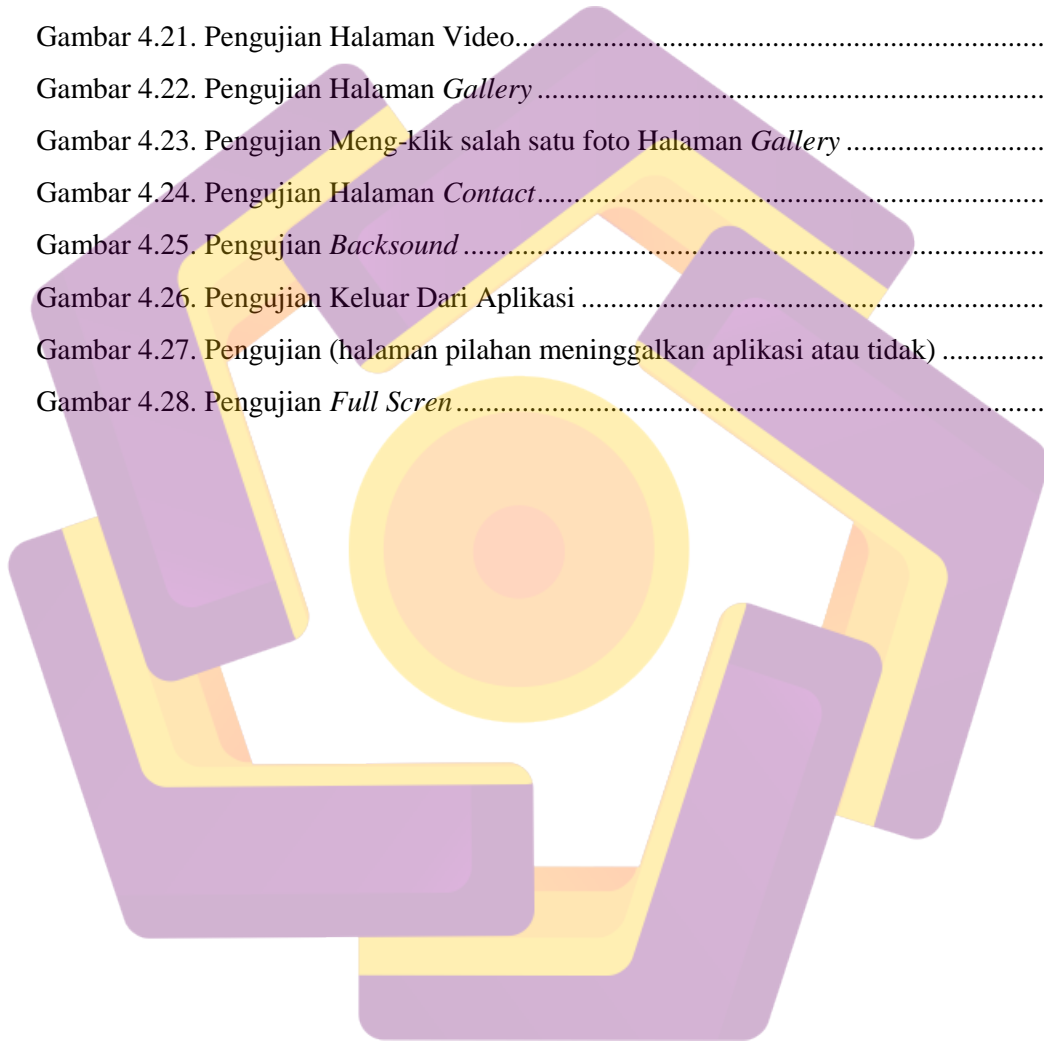 Gambar 4.21. Pengujian Halaman Video................................................................................
Gambar 4.22. Pengujian Halaman Gallery ............................................................................
Gambar 4.23. Pengujian Meng-klik salah satu foto Halaman Gallery ..............................
Gambar 4.24. Pengujian Halaman Contact............................................................................
Gambar 4.25. Pengujian Backsound ......................................................................................
Gambar 4.26. Pengujian Keluar Dari Aplikasi ......................................................................
Gambar 4.27. Pengujian (halaman pilahan meninggalkan aplikasi atau tidak) ...............
Gambar 4.28. Pengujian Full Scren.......................................................................................